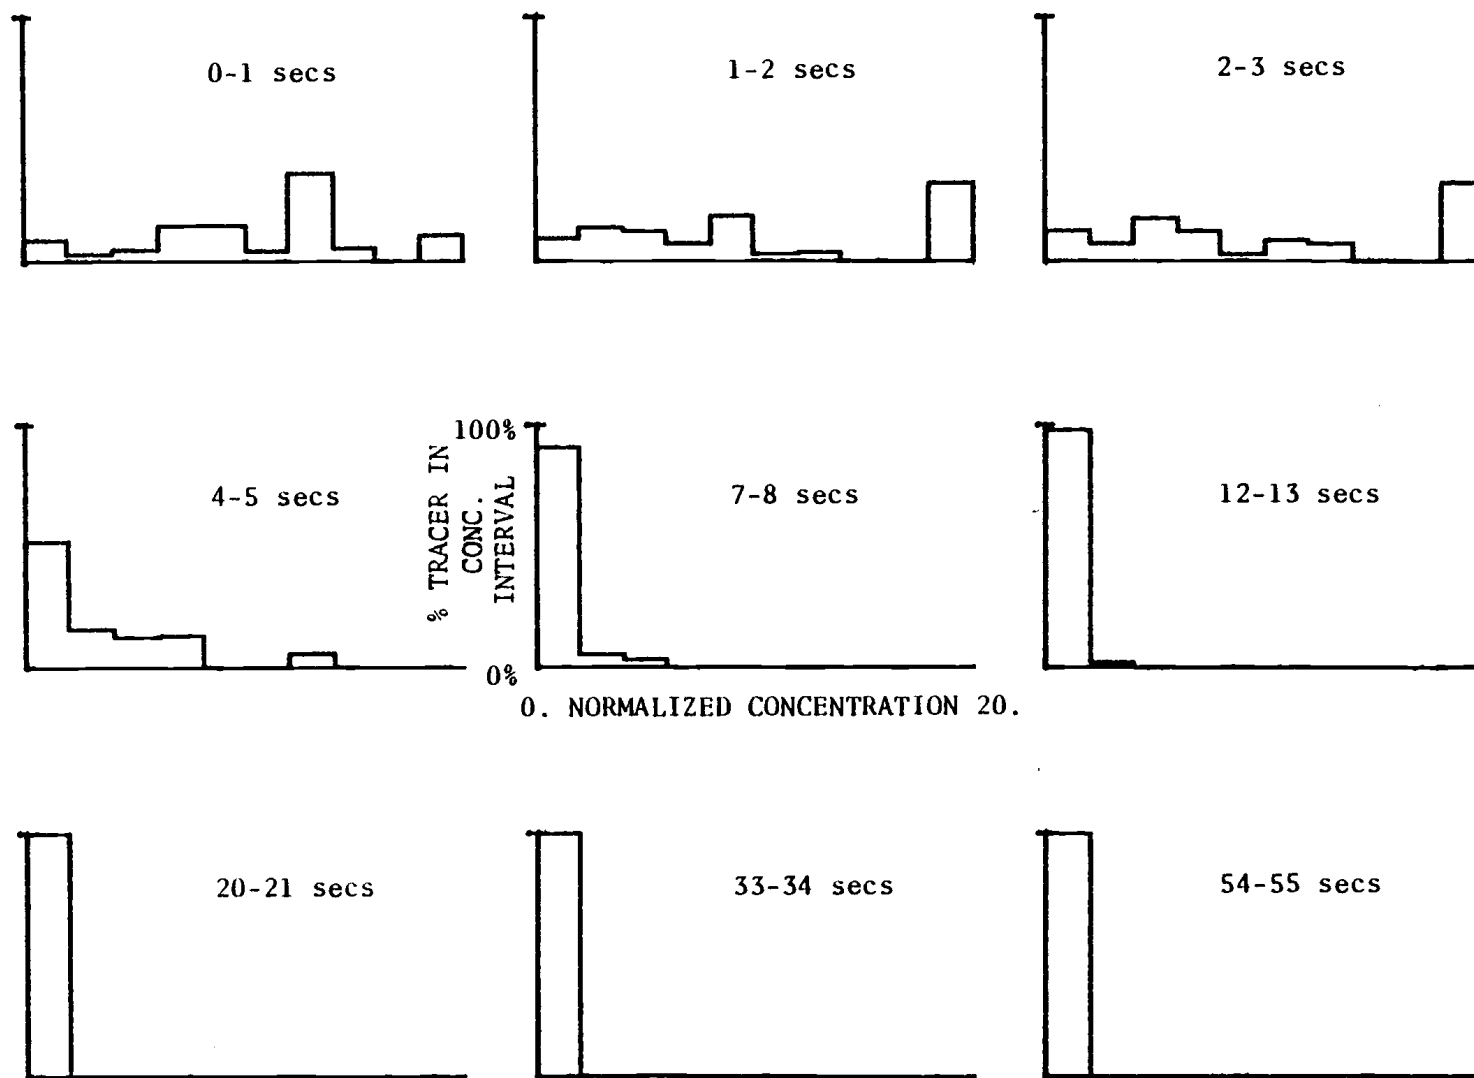 0-1 secs
1-2 secs
2-3 secs
4-5 secs
7-8 secs
12-13 secs
100%
% TRACER IN
CONC.
INTERVAL
0%
0. NORMALIZED CONCENTRATION 20.
20-21 secs
33-34 secs
54-55 secs